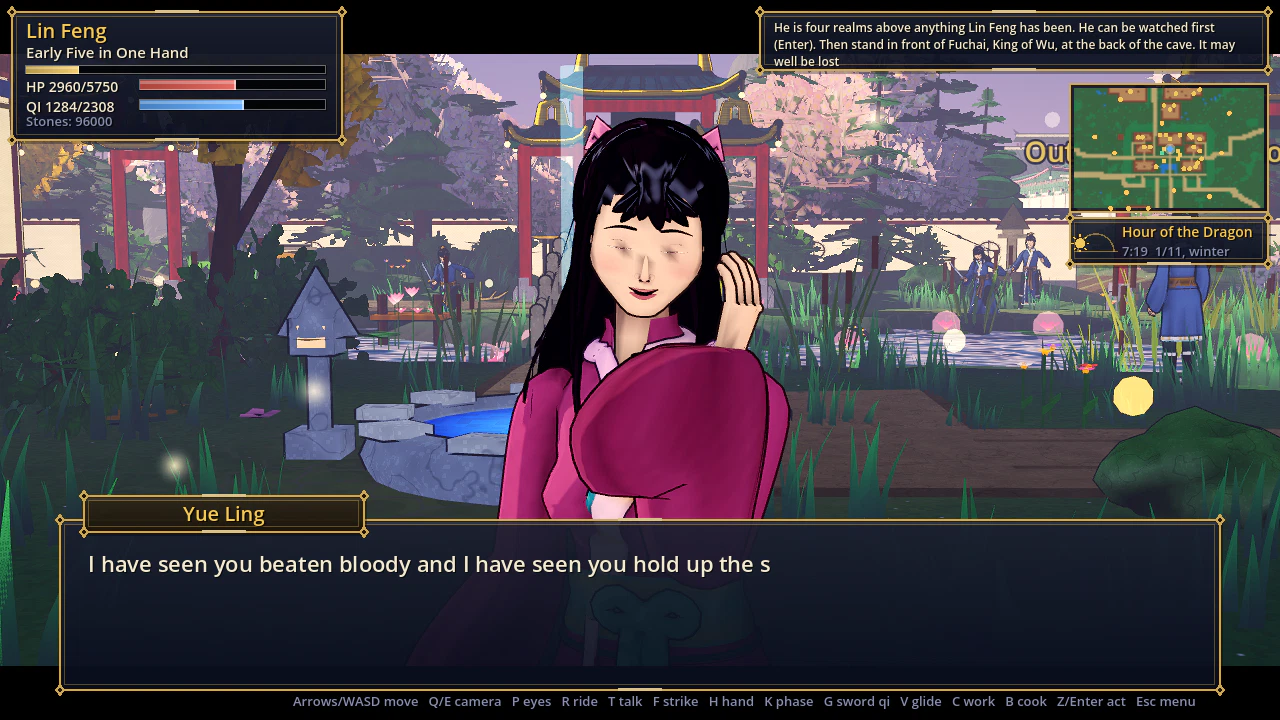 Lin Feng
Early Five in One Hand
HP 2960/5750
QI 1284/2308
Stones: 96000
He is four realms above anything Lin Feng has been. He can be watched first
(Enter). Then stand in front of Fuchai, King of Wu, at the back of the cave. It may
well be lost
Out
Hour of the Dragon
7:19 1/11, winter
Yue Ling
I have seen you beaten bloody and I have seen you hold up the s
Arrows/WASD move Q/E camera P eyes R ride T talk F strike H hand K phase G sword qi V glide C work B cook Z/Enter act Esc menu